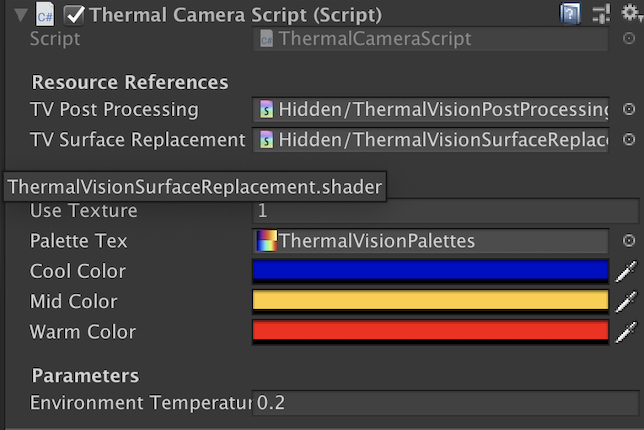 Thermal Camera Script (Script)
Script ThermalCameraScript
Resource References
TV Post Processing Hidden/ThermalVisionPostProcessing
TV Surface Replacement Hidden/ThermalVisionSurfaceReplac
ThermalVisionSurfaceReplacement.shader
Use Texture 1
Palette Tex ThermalVisionPalettes
Cool Color
Mid Color
Warm Color
Parameters
Environment Temperatur 0.2